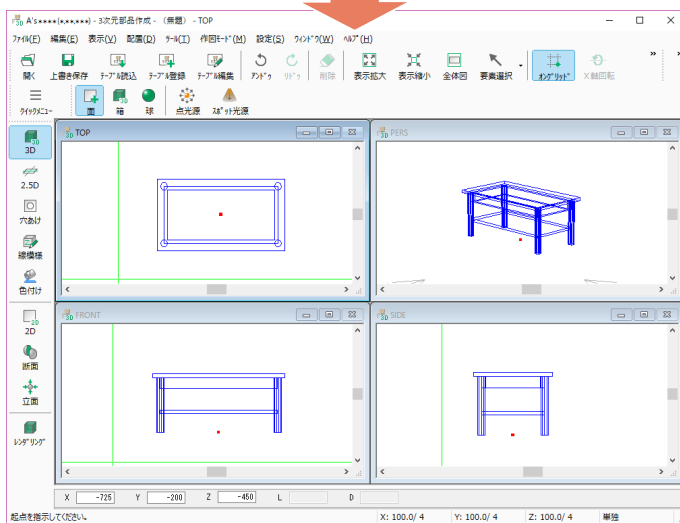 A's****(*,**,***) - 3次元部品作成 - （無題） - TOP
ﾌｧｲﾙ(F) 編集(E) 表示(V) 配置(D) ﾂｰﾙ(T) 作図ﾓｰﾄﾞ(M) 設定(S) ｳｨﾝﾄﾞｳ(W) ﾍﾙﾌﾟ(H)
開く 上書き保存 ﾃｰﾌﾞﾙ読込 ﾃｰﾌﾞﾙ登録 ﾃｰﾌﾞﾙ編集 ｱﾝﾄﾞｩ ﾘﾄﾞｩ 削除 表示拡大 表示縮小 全体図 要素選択 ｵﾝｸﾞﾘｯﾄﾞ X軸回転
ｸｲｯｸﾒﾆｭｰ 面 箱 球 点光源 ｽﾎﾟｯﾄ光源
3D
2.5D
穴あけ
線模様
色付け
2D
断面
立面
ﾚﾝﾀﾞﾘﾝｸﾞ
TOP
PERS
FRONT
SIDE
X -725 Y -200 Z -450 L D
起点を指示してください。 X: 100.0/ 4 Y: 100.0/ 4 Z: 100.0/ 4 単独